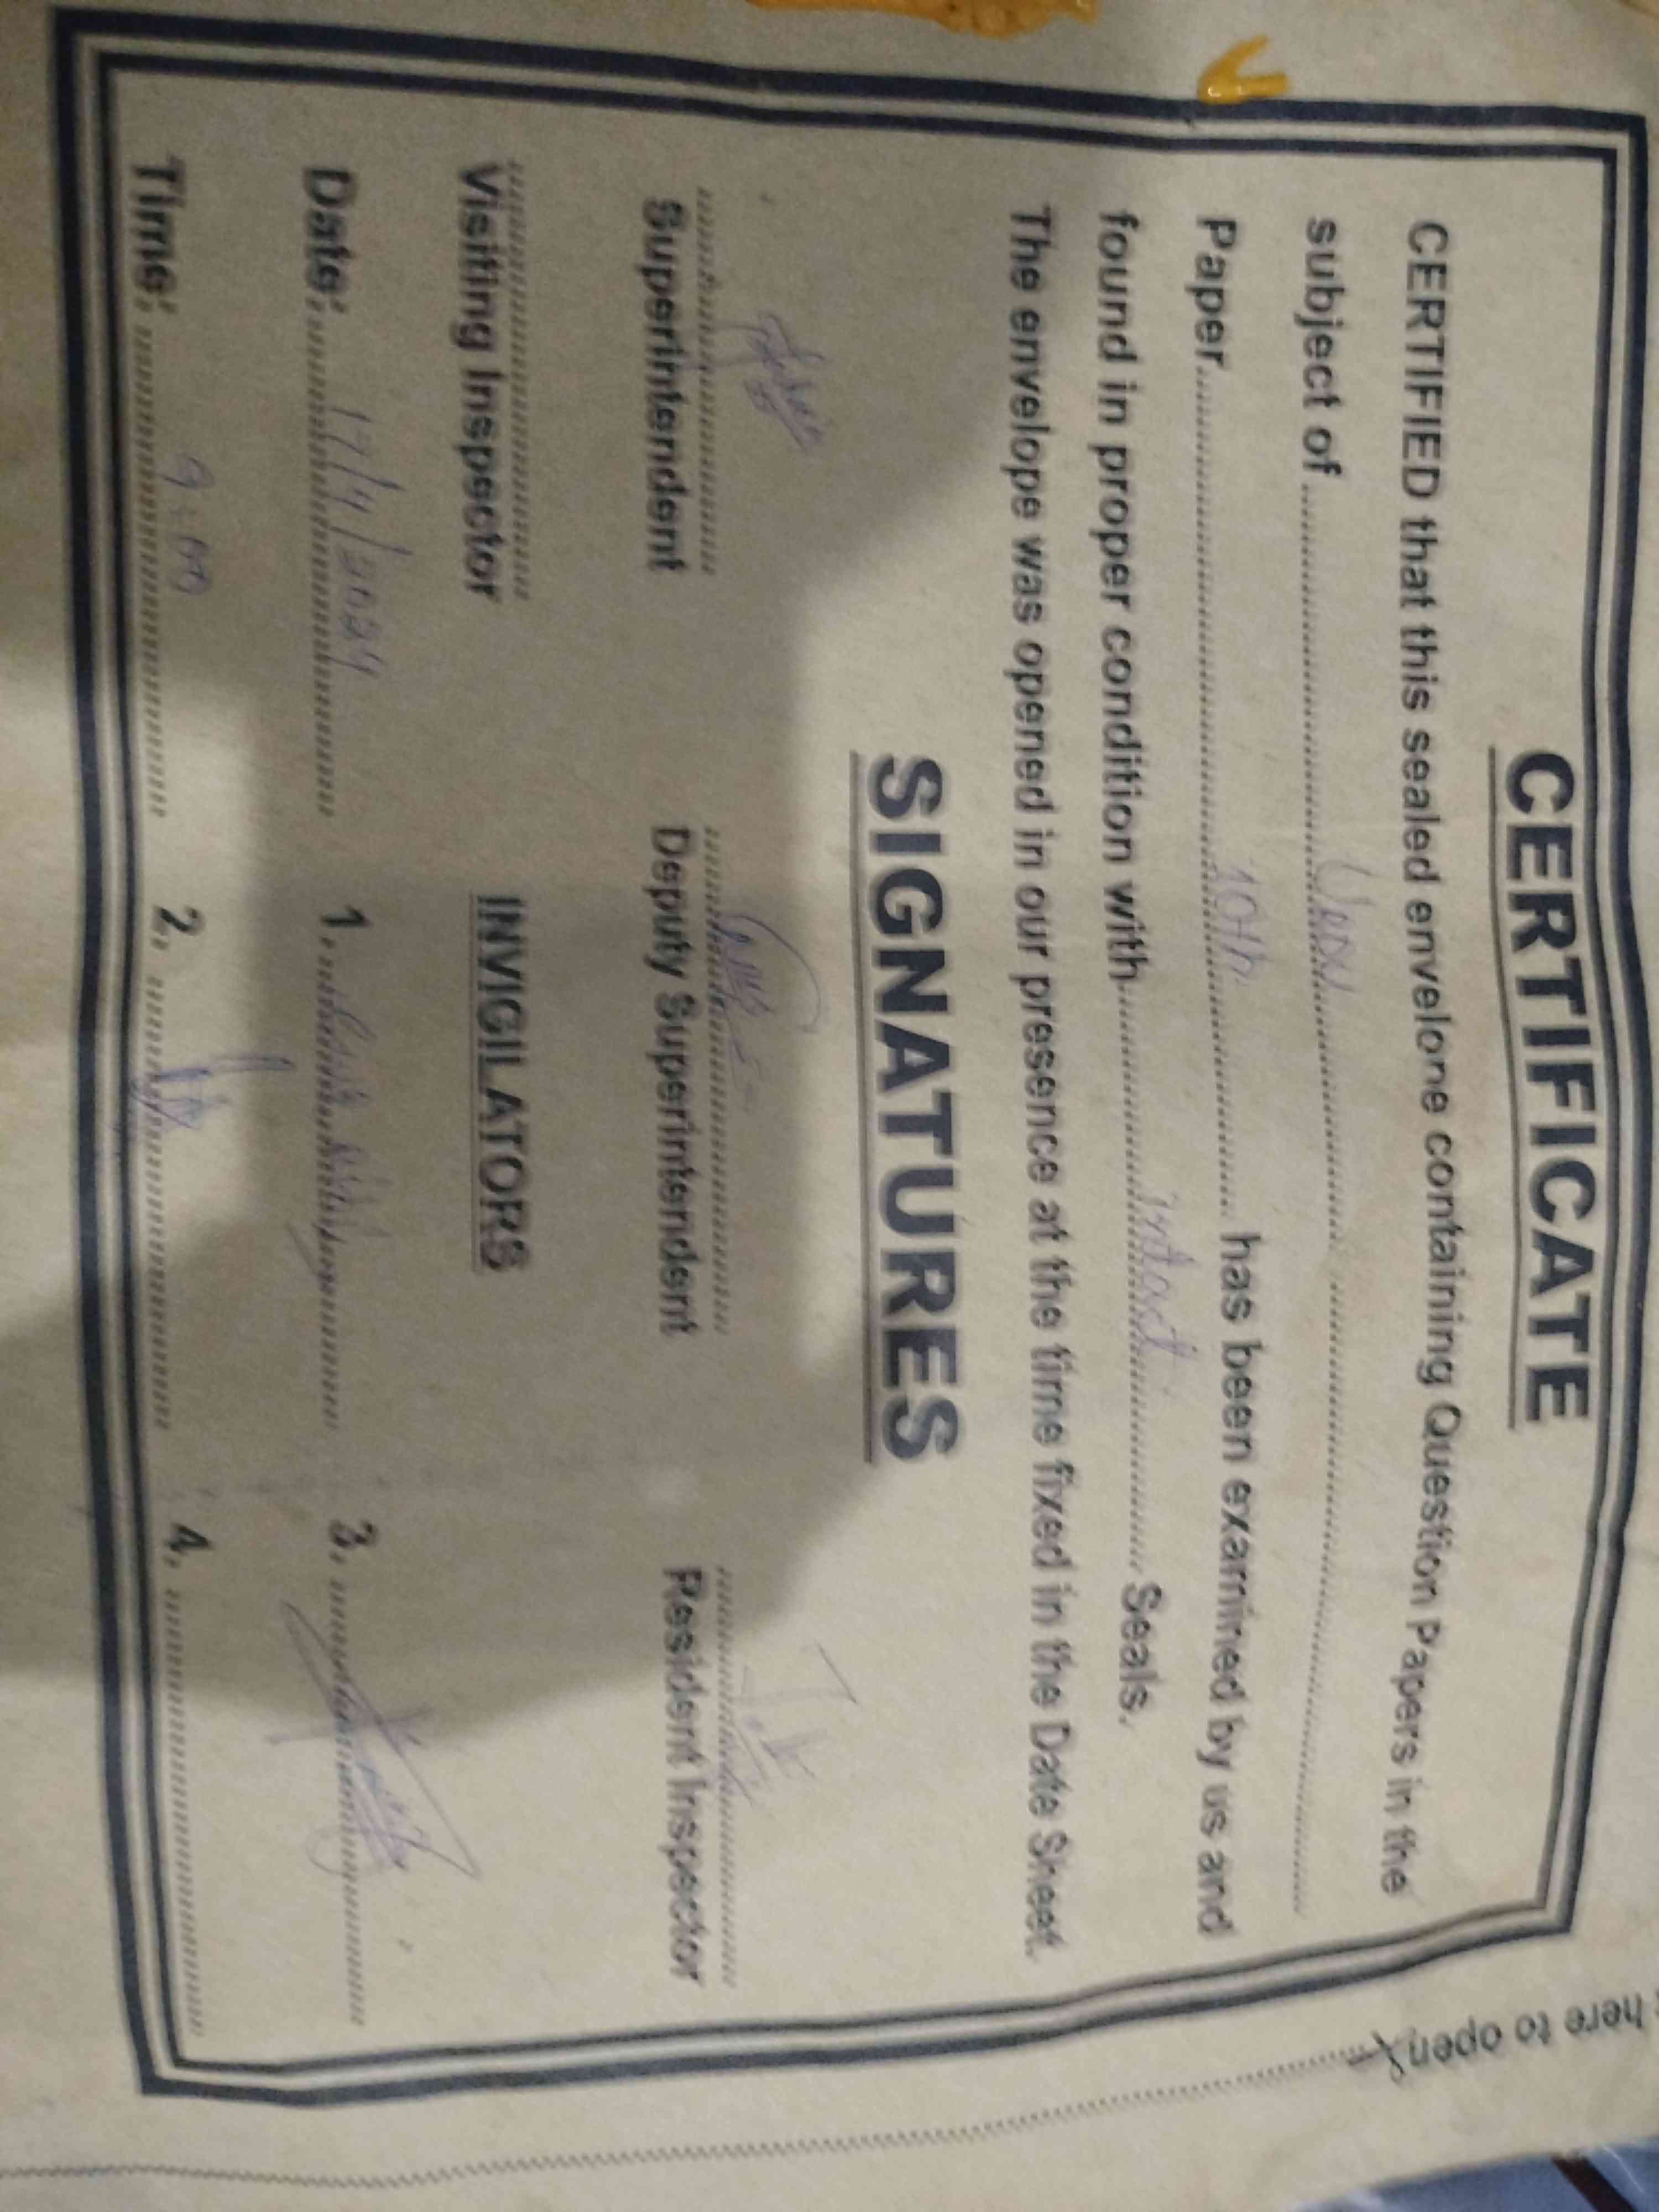 CERTIFICATE
CERTIFIED that this sealed envelope containing Question Papers in the
subject of ........................
Paper........ 10th ........ has been examined by us and
found in proper condition with........ intact ........ Seals.
The envelope was opened in our presence at the time fixed in the Date Sheet.
SIGNATURES
Superintendent Deputy Superintendent Resident Inspector
Visiting Inspector INVIGILATORS
Date: 17/4/2024 1. 3.
Time: 9:00 2. 4.
here to open